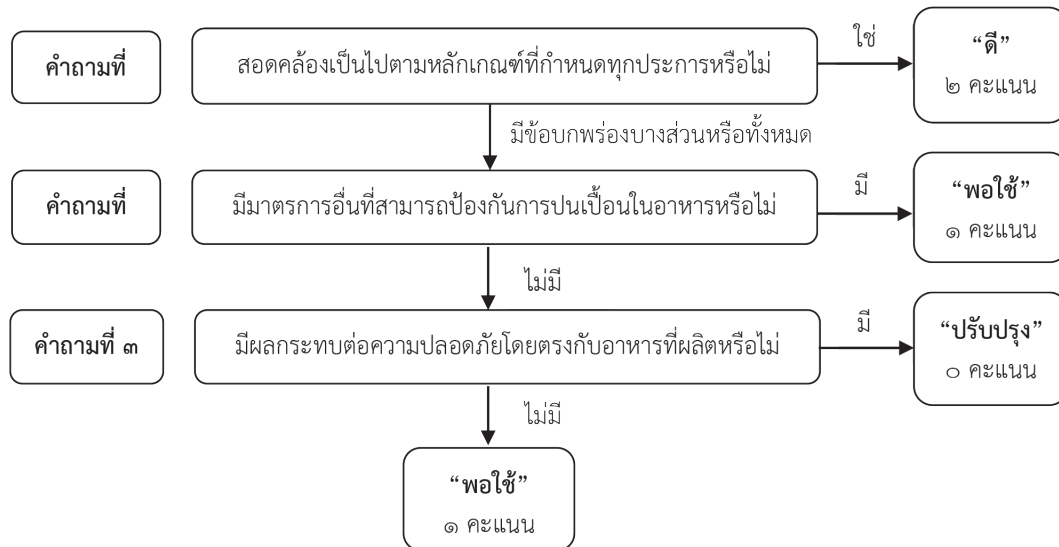 ใช่
“ดี”
๒ คะแนน
คำถามที่
สอดคล้องเป็นไปตามหลักเกณฑ์ที่กำหนดทุกประการหรือไม่
มีข้อบกพร่องบางส่วนหรือทั้งหมด
คำถามที่
มีมาตรการอื่นที่สามารถป้องกันการปนเปื้อนในอาหารหรือไม่
มี
“พอใช้”
๑ คะแนน
ไม่มี
คำถามที่ ๓
มีผลกระทบต่อความปลอดภัยโดยตรงกับอาหารที่ผลิตหรือไม่
มี
“ปรับปรุง”
๐ คะแนน
ไม่มี
“พอใช้”
๑ คะแนน